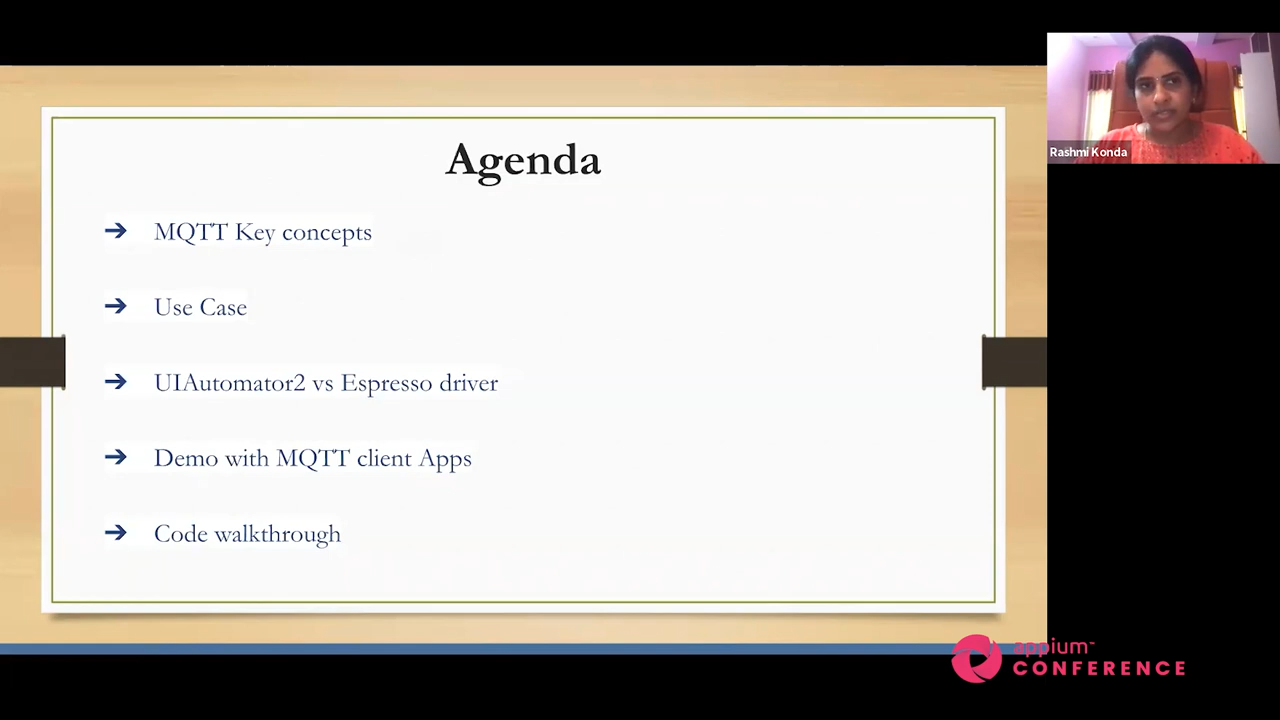 Agenda
➔ MQTT Key concepts
➔ Use Case
➔ UIAutomator2 vs Espresso driver
➔ Demo with MQTT client Apps
➔ Code walkthrough
Rashmi Konda
appium™
CONFERENCE